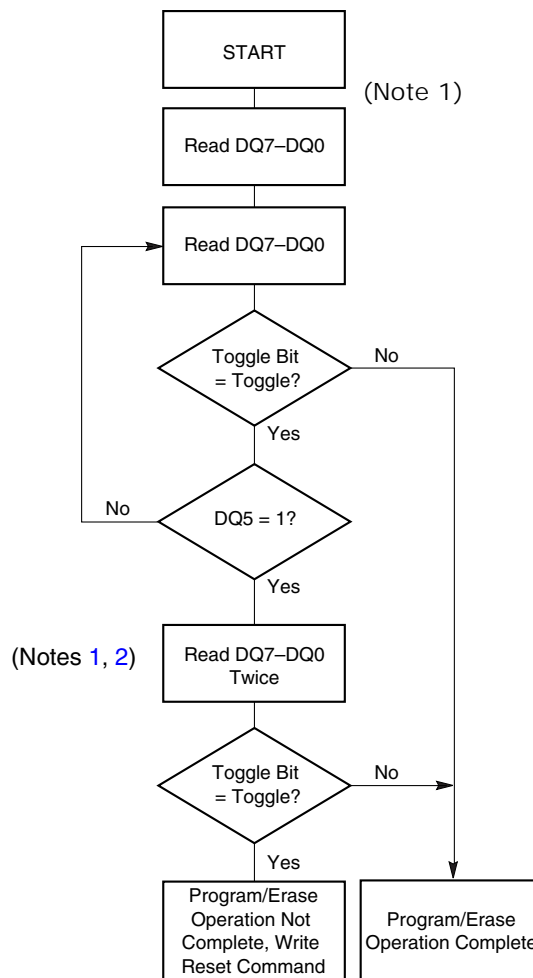 START
(Note 1)
Read DQ7–DQ0
Read DQ7–DQ0
Toggle Bit
= Toggle?
No
Yes
No
DQ5 = 1?
Yes
(Notes 1, 2)
Read DQ7–DQ0
Twice
Toggle Bit
= Toggle?
No
Yes
Program/Erase
Operation Not
Complete, Write
Reset Command
Program/Erase
Operation Complete